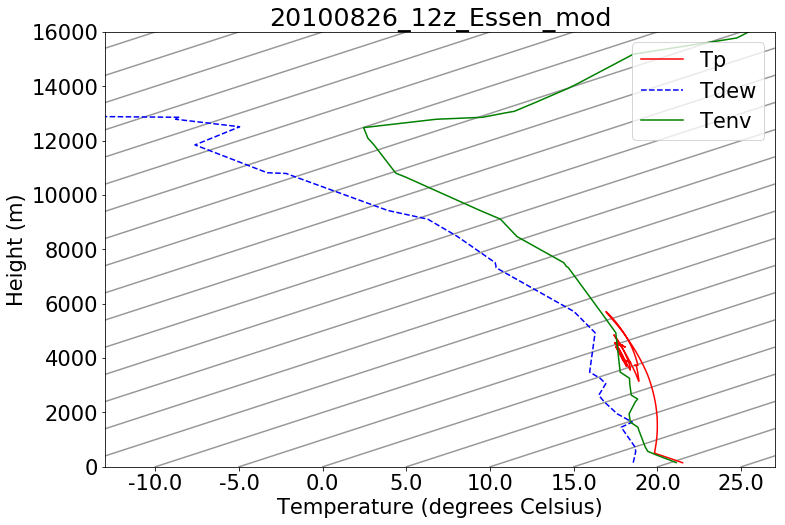 20100826_12z_Essen_mod
16000
14000
12000
10000
8000
6000
4000
2000
0
Height (m)
Tp
Tdew
Tenv
-10.0 -5.0 0.0 5.0 10.0 15.0 20.0 25.0
Temperature (degrees Celsius)